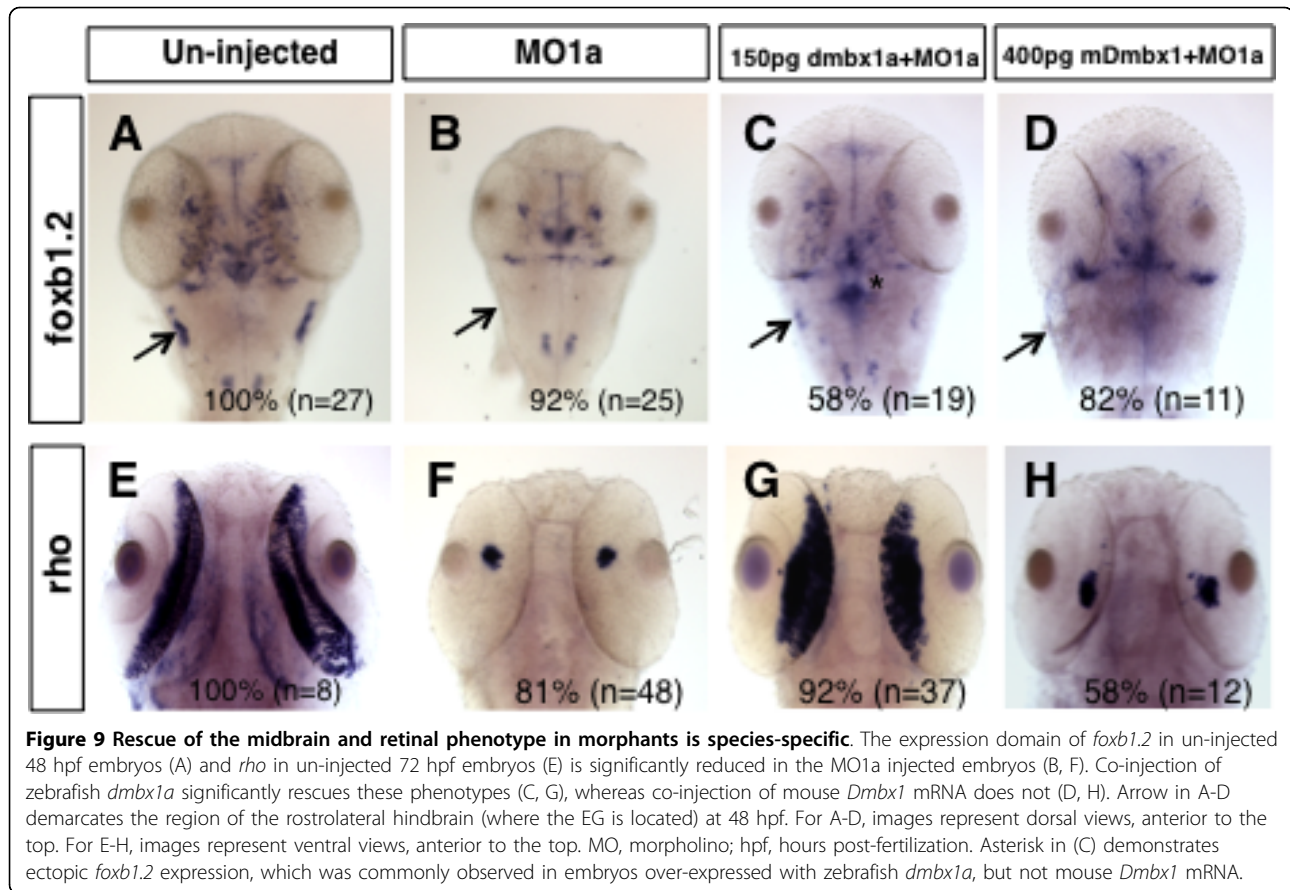 Un-injected
MO1a
150pg dmbx1a+MO1a
400pg mDmbx1+MO1a
foxb1.2
A
100% (n=27)
B
92% (n=25)
C
*
58% (n=19)
D
82% (n=11)
rho
E
100% (n=8)
F
81% (n=48)
G
92% (n=37)
H
58% (n=12)
Figure 9 Rescue of the midbrain and retinal phenotype in morphants is species-specific. The expression domain of foxb1.2 in un-injected
48 hpf embryos (A) and rho in un-injected 72 hpf embryos (E) is significantly reduced in the MO1a injected embryos (B, F). Co-injection of
zebrafish dmbx1a significantly rescues these phenotypes (C, G), whereas co-injection of mouse Dmbx1 mRNA does not (D, H). Arrow in A-D
demarcates the region of the rostrolateral hindbrain (where the EG is located) at 48 hpf. For A-D, images represent dorsal views, anterior to the
top. For E-H, images represent ventral views, anterior to the top. MO, morpholino; hpf, hours post-fertilization. Asterisk in (C) demonstrates
ectopic foxb1.2 expression, which was commonly observed in embryos over-expressed with zebrafish dmbx1a, but not mouse Dmbx1 mRNA.